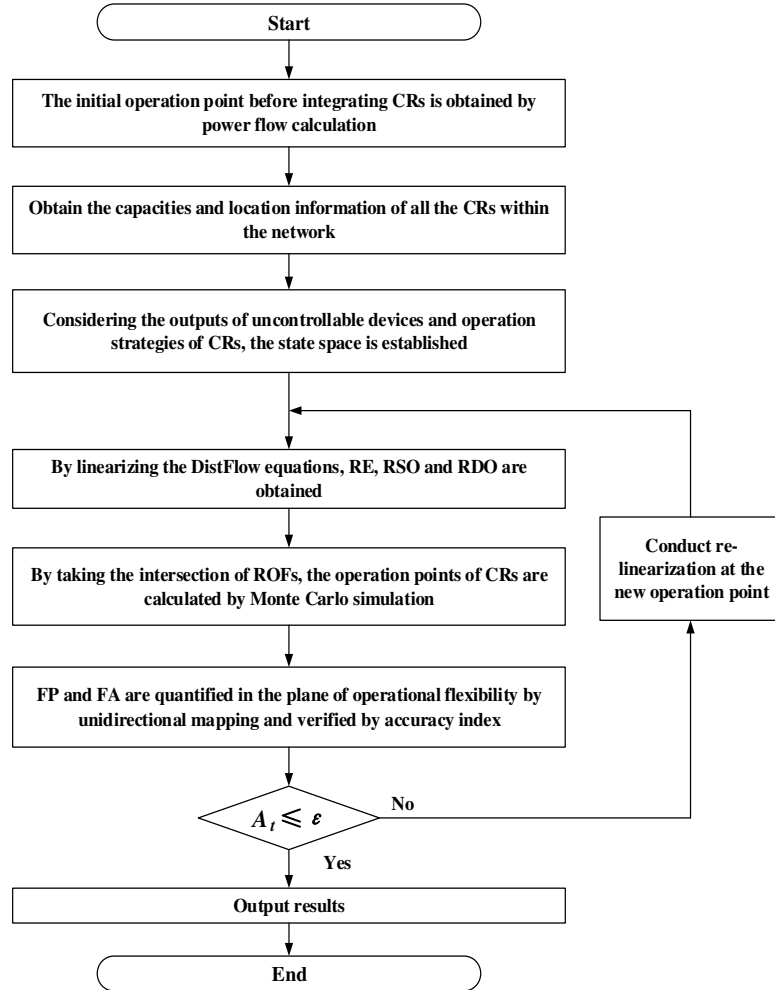 Start
The initial operation point before integrating CRs is obtained by
power flow calculation
Obtain the capacities and location information of all the CRs within
the network
Considering the outputs of uncontrollable devices and operation
strategies of CRs, the state space is established
By linearizing the DistFlow equations, RE, RSO and RDO are
obtained
Conduct re-
linearization at the
new operation point
By taking the intersection of ROFs, the operation points of CRs are
calculated by Monte Carlo simulation
FP and FA are quantified in the plane of operational flexibility by
unidirectional mapping and verified by accuracy index
A_t ≤ ε
No
Yes
Output results
End